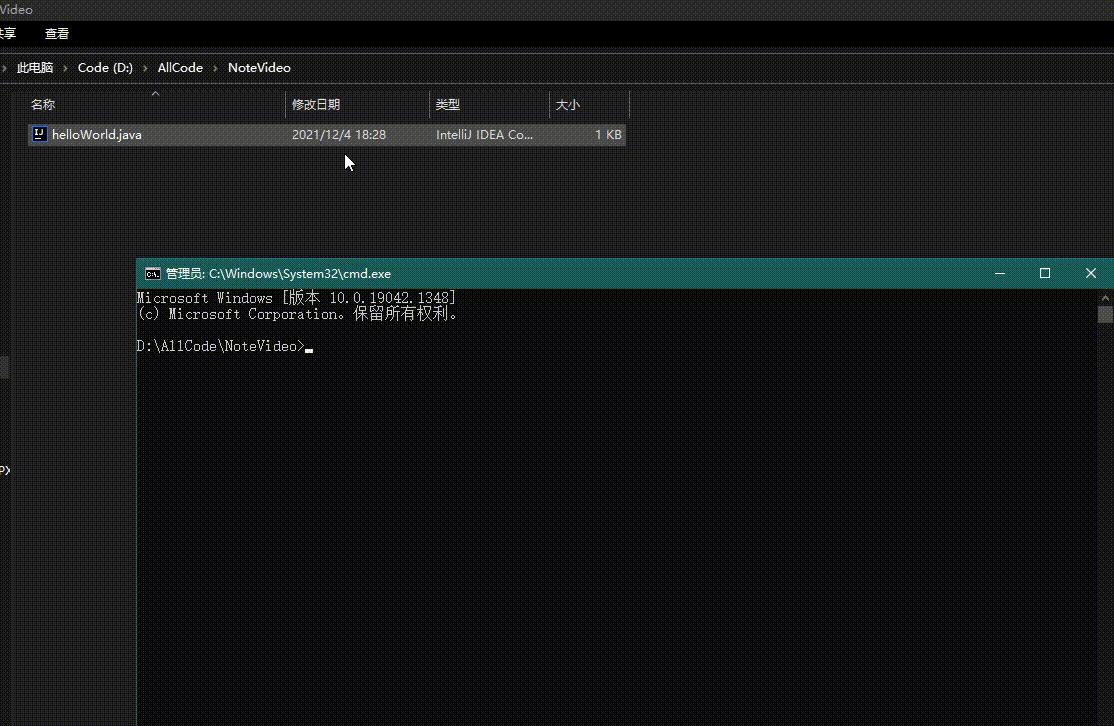 Video
共享 查看
此电脑 › Code (D:) › AllCode › NoteVideo
名称 修改日期 类型 大小
helloWorld.java 2021/12/4 18:28 IntelliJ IDEA Co... 1 KB
管理员: C:\Windows\System32\cmd.exe
Microsoft Windows [版本 10.0.19042.1348]
(c) Microsoft Corporation。保留所有权利。
D:\AllCode\NoteVideo>